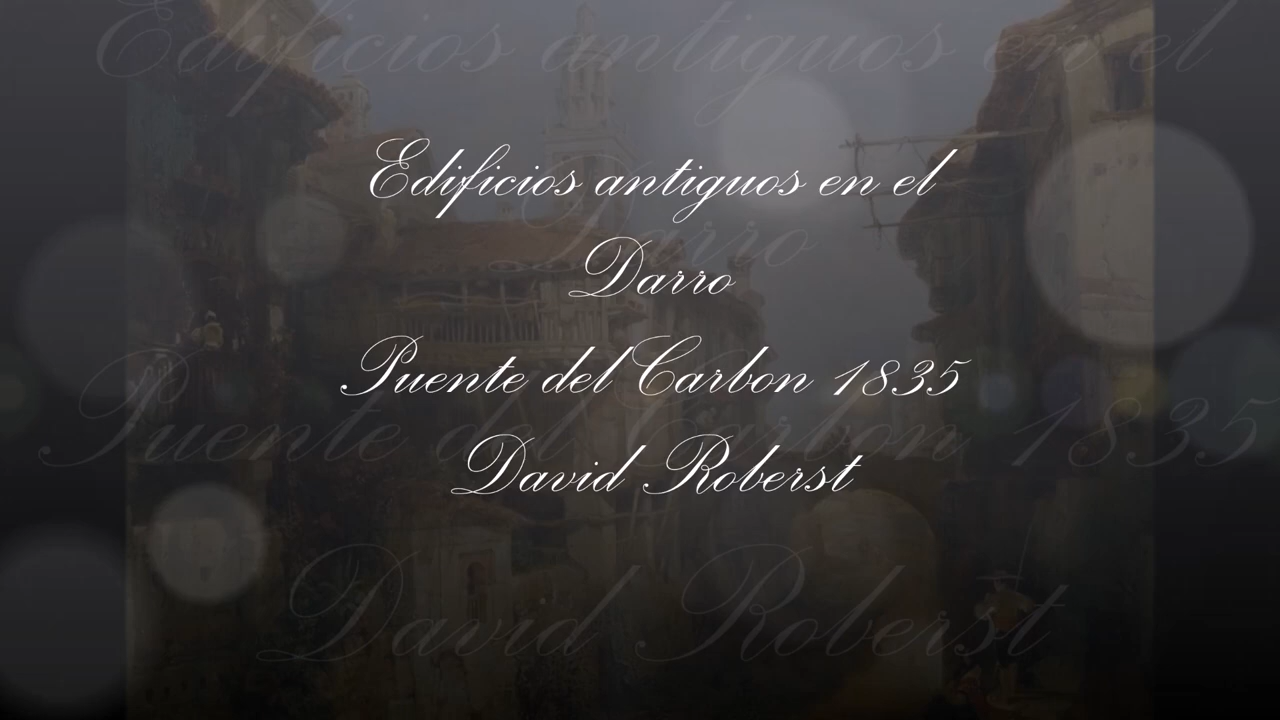 Edificios antiguos en el
Darro
Puente del Carbon 1835
David Roberst